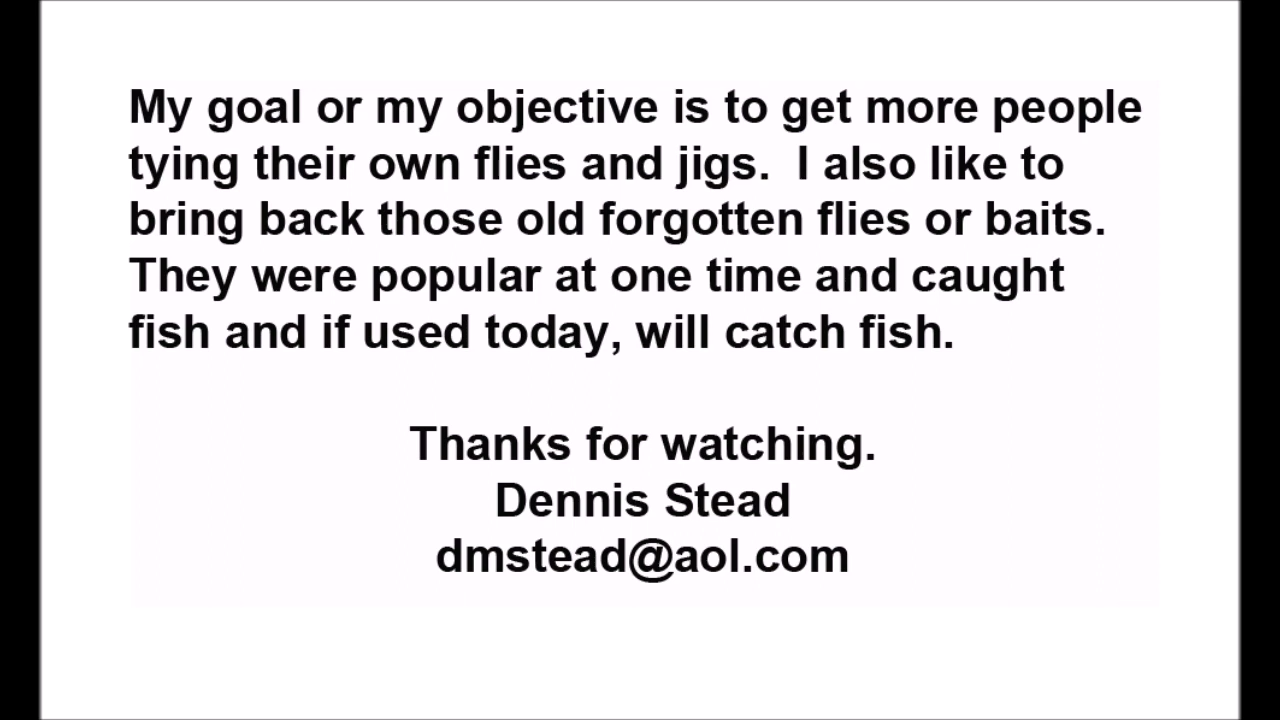 My goal or my objective is to get more people
tying their own flies and jigs.  I also like to
bring back those old forgotten flies or baits.
They were popular at one time and caught
fish and if used today, will catch fish.
Thanks for watching.
Dennis Stead
dmstead@aol.com